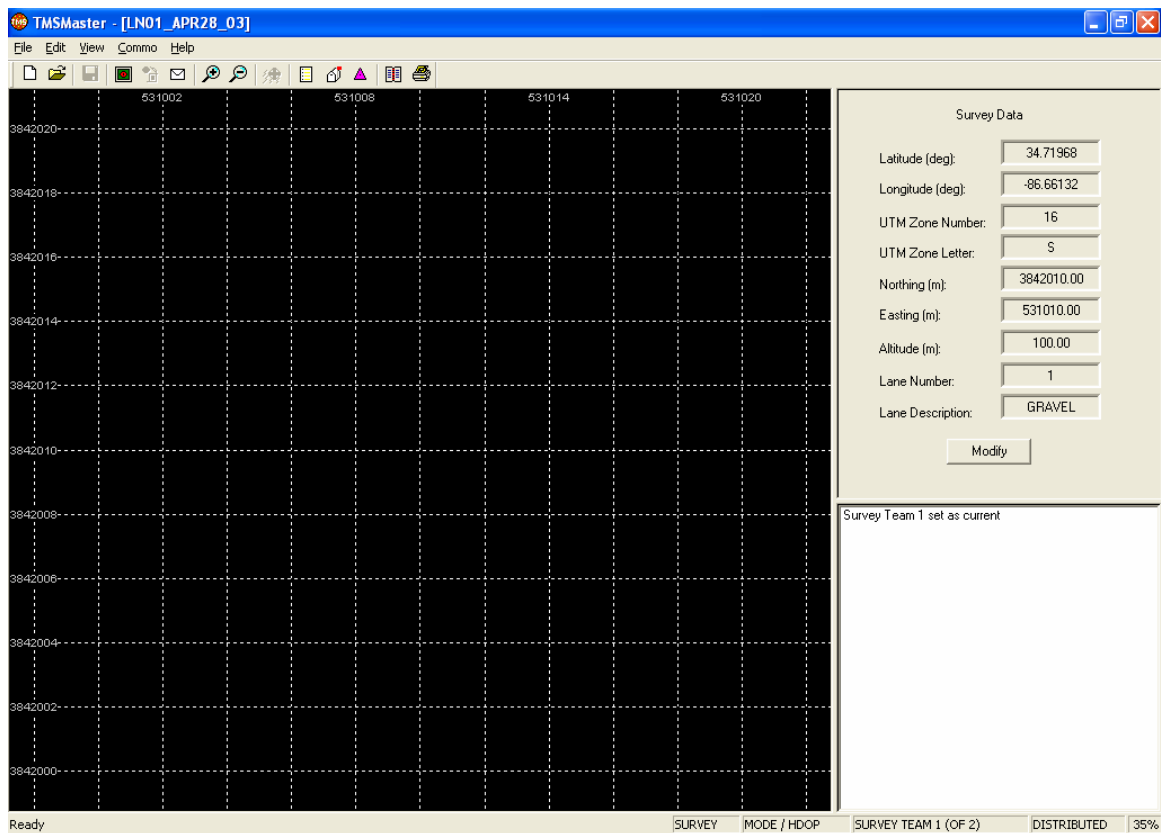 TMSMaster - [LN01_APR28_03]
File Edit View Commo Help
531002 531008 531014 531020
3842020
3842018
3842016
3842014
3842012
3842010
3842008
3842006
3842004
3842002
3842000
Survey Data
Latitude (deg): 34.71968
Longitude (deg): -86.66132
UTM Zone Number: 16
UTM Zone Letter: S
Northing (m): 3842010.00
Easting (m): 531010.00
Altitude (m): 100.00
Lane Number: 1
Lane Description: GRAVEL
Modify
Survey Team 1 set as current
Ready SURVEY MODE / HDOP SURVEY TEAM 1 (OF 2) DISTRIBUTED 35%